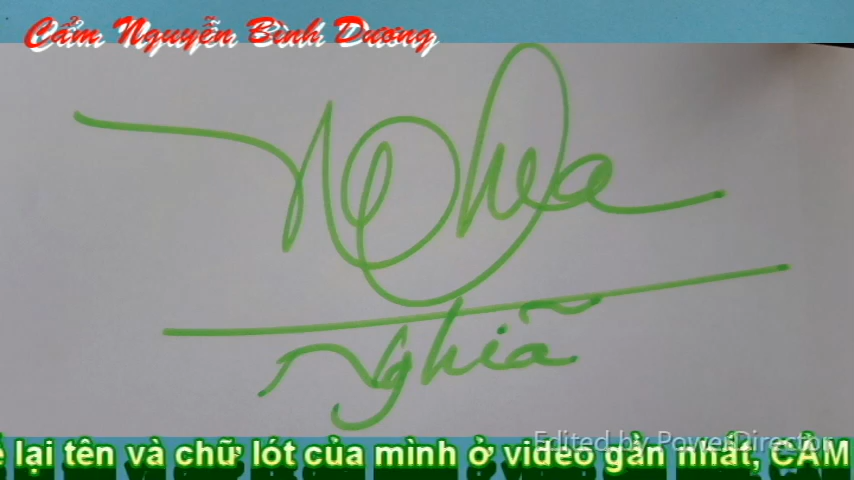 Cẩm Nguyễn Bình Dương
Nghĩa
Nghĩa
Edited by PowerDirector
lại tên và chữ lót của mình ở video gần nhất, CẢM